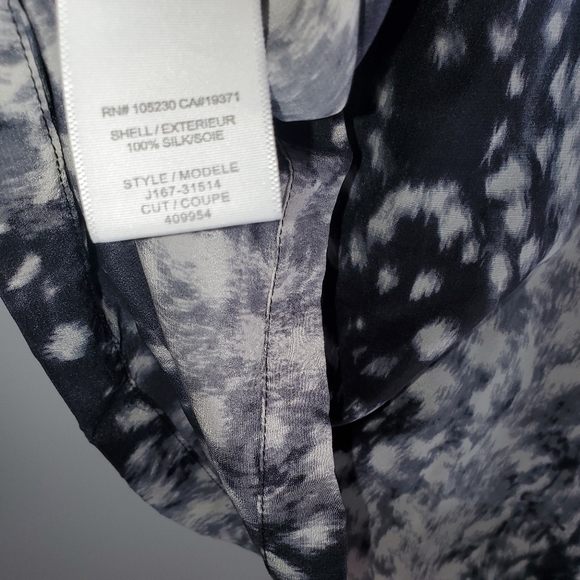 RN# 105230 CA#19371
SHELL / EXTERIEUR
100% SILK/SOIE
STYLE / MODELE
J167-31514
CUT / COUPE
409954